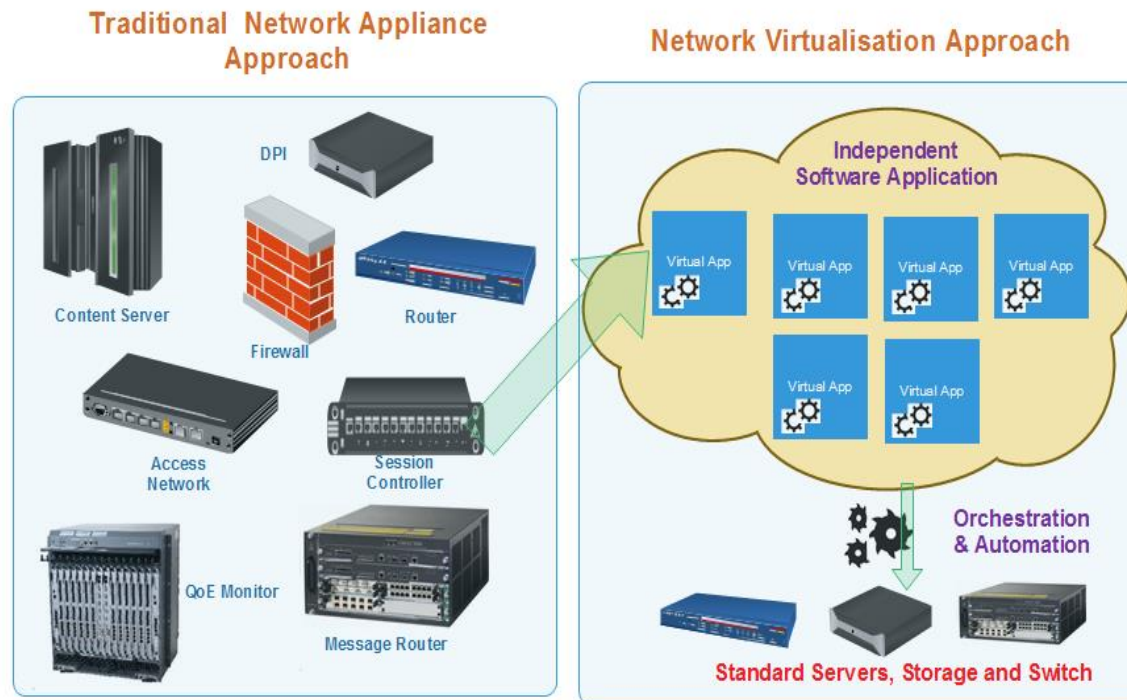 Traditional Network Appliance
Approach
DPI
Content Server
Firewall
Router
Access
Network
Session
Controller
QoE Monitor
Message Router
Network Virtualisation Approach
Independent
Software Application
Virtual App
Virtual App
Virtual App
Virtual App
Virtual App
Virtual App
Orchestration
& Automation
Standard Servers, Storage and Switch